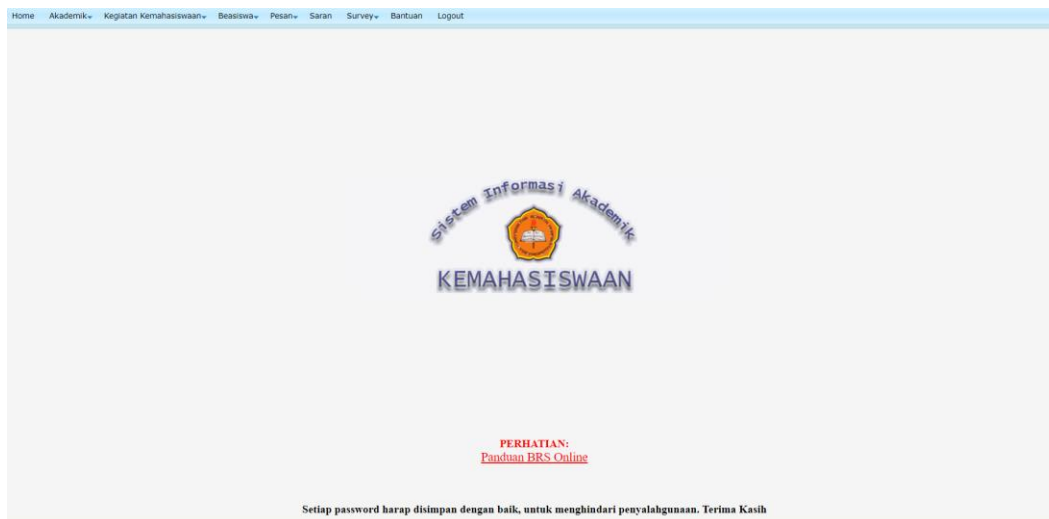 Home Akademik Kegiatan Kemahasiswaan Beasiswa Pesan Saran Survey Bantuan Logout
Sistem Informasi Akademik
KEMAHASISWAAN
PERHATIAN:
Panduan BRS Online
Setiap password harap disimpan dengan baik, untuk menghindari penyalahgunaan. Terima Kasih